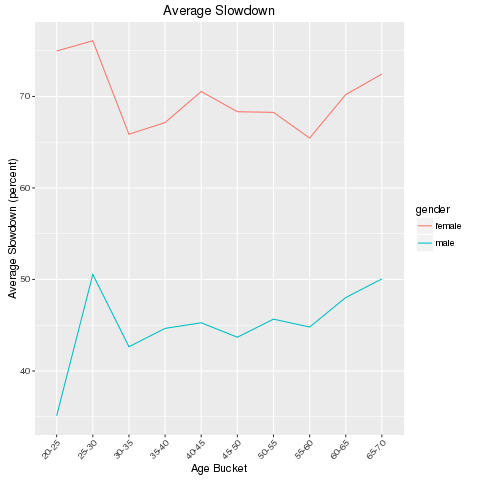 Average Slowdown
Average Slowdown (percent)
70
60
50
40
20-25
25-30
30-35
35-40
40-45
45-50
50-55
55-60
60-65
65-70
Age Bucket
gender
female
male